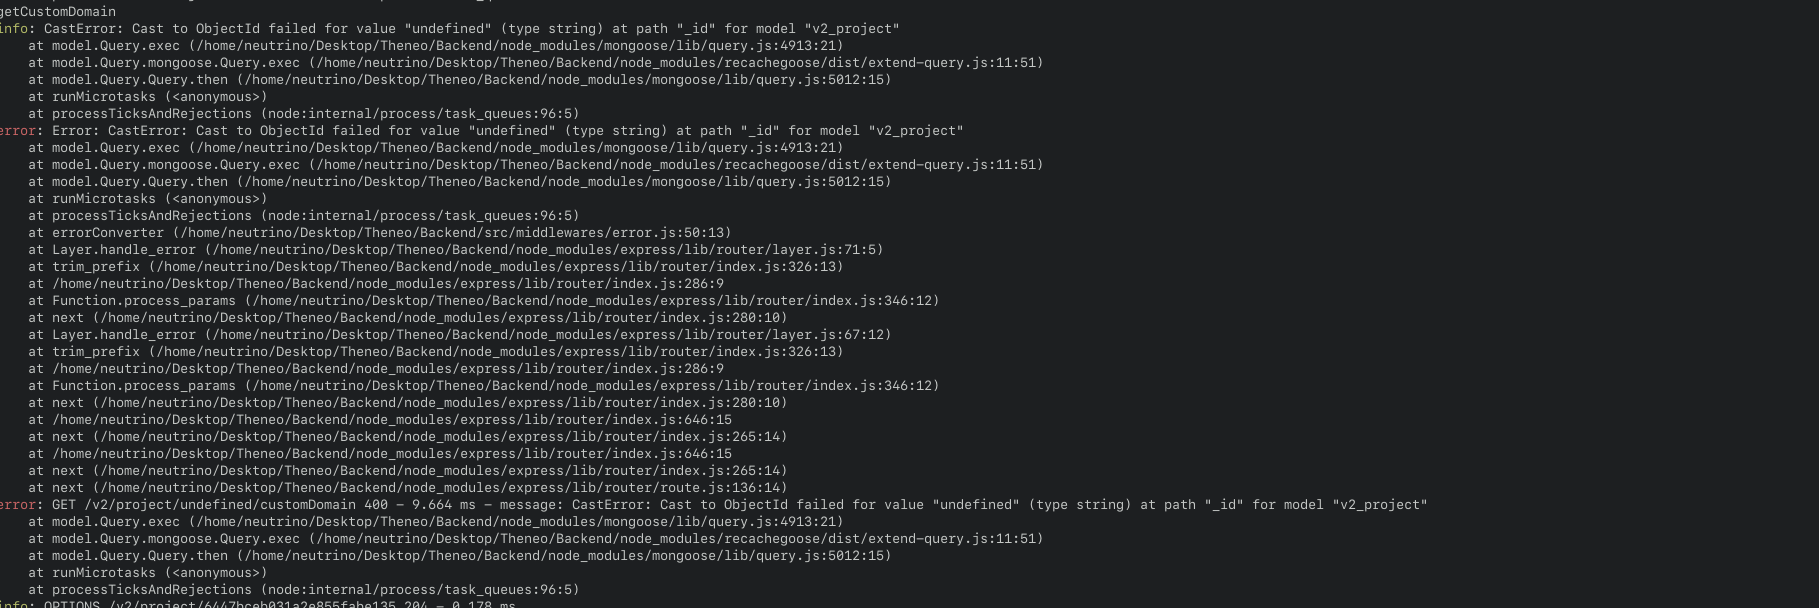 getCustomDomain
info: CastError: Cast to ObjectId failed for value "undefined" (type string) at path "_id" for model "v2_project"
    at model.Query.exec (/home/neutrino/Desktop/Theneo/Backend/node_modules/mongoose/lib/query.js:4913:21)
    at model.Query.mongoose.Query.exec (/home/neutrino/Desktop/Theneo/Backend/node_modules/recachegoose/dist/extend-query.js:11:51)
    at model.Query.Query.then (/home/neutrino/Desktop/Theneo/Backend/node_modules/mongoose/lib/query.js:5012:15)
    at runMicrotasks (<anonymous>)
    at processTicksAndRejections (node:internal/process/task_queues:96:5)
error: Error: CastError: Cast to ObjectId failed for value "undefined" (type string) at path "_id" for model "v2_project"
    at model.Query.exec (/home/neutrino/Desktop/Theneo/Backend/node_modules/mongoose/lib/query.js:4913:21)
    at model.Query.mongoose.Query.exec (/home/neutrino/Desktop/Theneo/Backend/node_modules/recachegoose/dist/extend-query.js:11:51)
    at model.Query.Query.then (/home/neutrino/Desktop/Theneo/Backend/node_modules/mongoose/lib/query.js:5012:15)
    at runMicrotasks (<anonymous>)
    at processTicksAndRejections (node:internal/process/task_queues:96:5)
    at errorConverter (/home/neutrino/Desktop/Theneo/Backend/src/middlewares/error.js:50:13)
    at Layer.handle_error (/home/neutrino/Desktop/Theneo/Backend/node_modules/express/lib/router/layer.js:71:5)
    at trim_prefix (/home/neutrino/Desktop/Theneo/Backend/node_modules/express/lib/router/index.js:326:13)
    at /home/neutrino/Desktop/Theneo/Backend/node_modules/express/lib/router/index.js:286:9
    at Function.process_params (/home/neutrino/Desktop/Theneo/Backend/node_modules/express/lib/router/index.js:346:12)
    at next (/home/neutrino/Desktop/Theneo/Backend/node_modules/express/lib/router/index.js:280:10)
    at Layer.handle_error (/home/neutrino/Desktop/Theneo/Backend/node_modules/express/lib/router/layer.js:67:12)
    at trim_prefix (/home/neutrino/Desktop/Theneo/Backend/node_modules/express/lib/router/index.js:326:13)
    at /home/neutrino/Desktop/Theneo/Backend/node_modules/express/lib/router/index.js:286:9
    at Function.process_params (/home/neutrino/Desktop/Theneo/Backend/node_modules/express/lib/router/index.js:346:12)
    at next (/home/neutrino/Desktop/Theneo/Backend/node_modules/express/lib/router/index.js:280:10)
    at /home/neutrino/Desktop/Theneo/Backend/node_modules/express/lib/router/index.js:646:15
    at next (/home/neutrino/Desktop/Theneo/Backend/node_modules/express/lib/router/index.js:265:14)
    at /home/neutrino/Desktop/Theneo/Backend/node_modules/express/lib/router/index.js:646:15
    at next (/home/neutrino/Desktop/Theneo/Backend/node_modules/express/lib/router/index.js:265:14)
    at next (/home/neutrino/Desktop/Theneo/Backend/node_modules/express/lib/router/route.js:136:14)
error: GET /v2/project/undefined/customDomain 400 - 9.664 ms - message: CastError: Cast to ObjectId failed for value "undefined" (type string) at path "_id" for model "v2_project"
    at model.Query.exec (/home/neutrino/Desktop/Theneo/Backend/node_modules/mongoose/lib/query.js:4913:21)
    at model.Query.mongoose.Query.exec (/home/neutrino/Desktop/Theneo/Backend/node_modules/recachegoose/dist/extend-query.js:11:51)
    at model.Query.Query.then (/home/neutrino/Desktop/Theneo/Backend/node_modules/mongoose/lib/query.js:5012:15)
    at runMicrotasks (<anonymous>)
    at processTicksAndRejections (node:internal/process/task_queues:96:5)
info: OPTIONS /v2/project/6447bceb031a2e855fabe135 204 - 0.178 ms